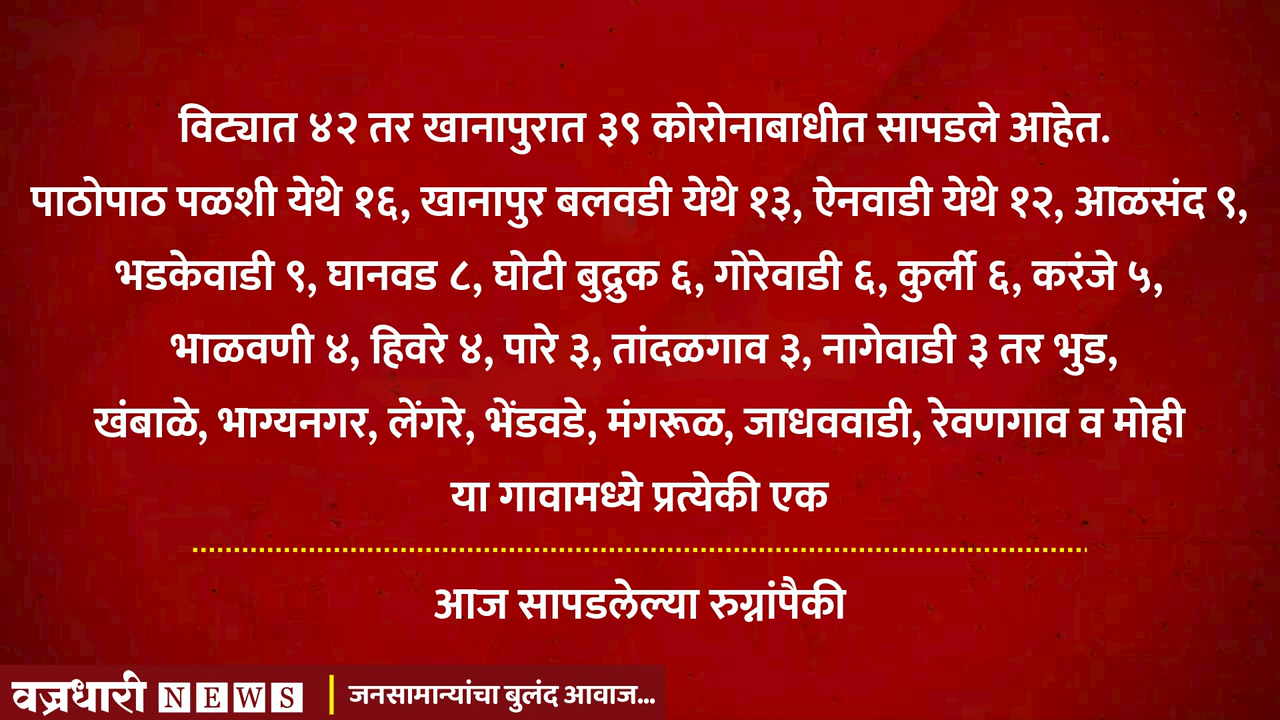 विट्यात ४२ तर खानापुरात ३९ कोरोनाबाधीत सापडले आहेत.
पाठोपाठ पळशी येथे १६, खानापुर बलवडी येथे १३, ऐनवाडी येथे १२, आळसंद ९,
भडकेवाडी ९, घानवड ८, घोटी बुद्रुक ६, गोरेवाडी ६, कुर्ली ६, करंजे ५,
भाळवणी ४, हिवरे ४, पारे ३, तांदळगाव ३, नागेवाडी ३ तर भुड,
खंबाळे, भाग्यनगर, लेंगरे, भेंडवडे, मंगरूळ, जाधववाडी, रेवणगाव व मोही
या गावामध्ये प्रत्येकी एक
आज सापडलेल्या रुग्नांपैकी
वज्रधारी NEWS जनसामान्यांचा बुलंद आवाज...